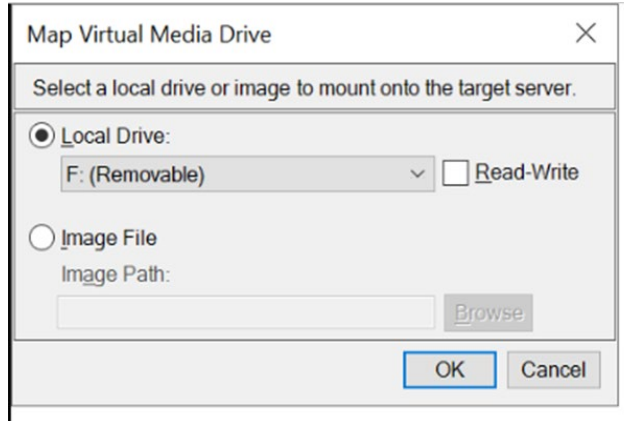 Map Virtual Media Drive
Select a local drive or image to mount onto the target server.
Local Drive:
F: (Removable)
Read-Write
Image File
Image Path:
Browse
OK
Cancel